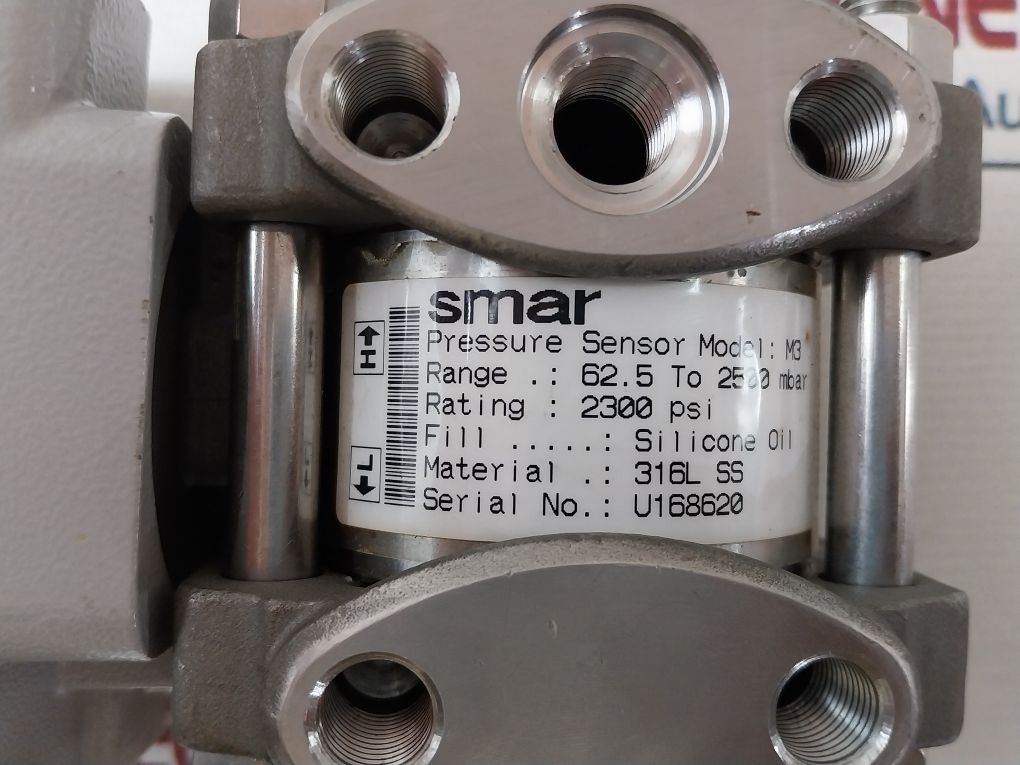 smar
Pressure Sensor Model: M3
Range .: 62.5 To 2500 mbar
Rating : 2300 psi
Fill .....: Silicone Oil
Material .: 316L SS
Serial No.: U168620
H
L